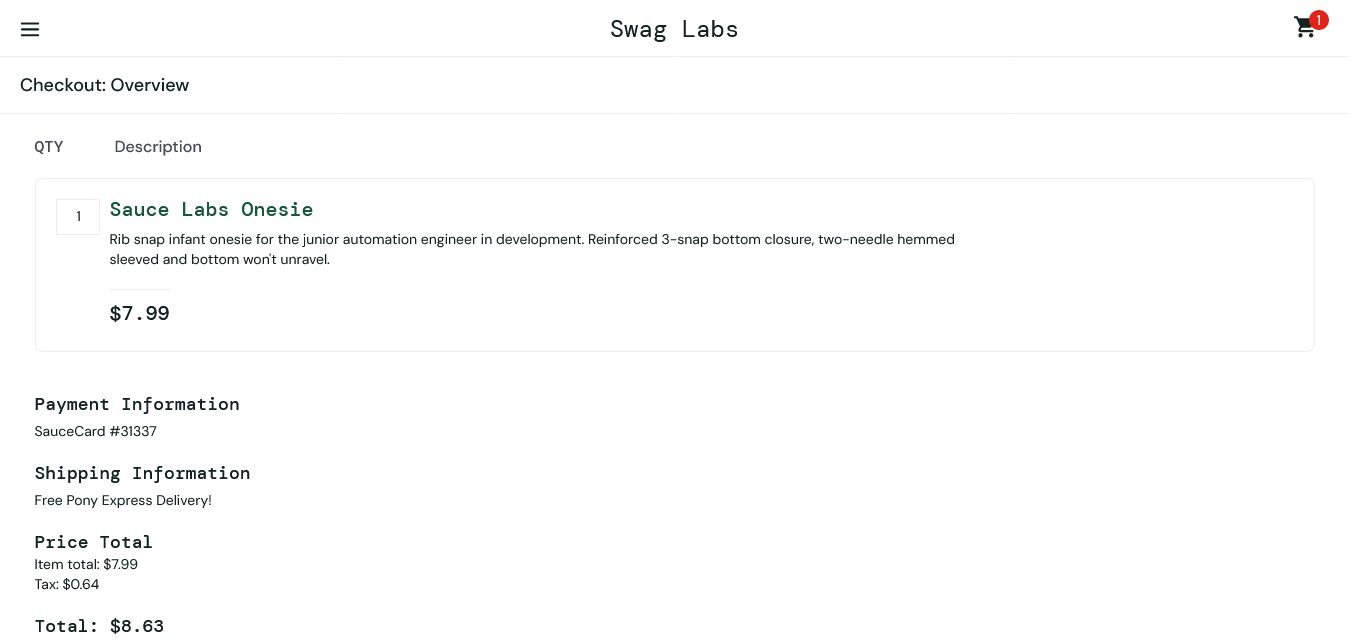 Swag Labs
1
Checkout: Overview
QTY Description
1
Sauce Labs Onesie
Rib snap infant onesie for the junior automation engineer in development. Reinforced 3-snap bottom closure, two-needle hemmed
sleeved and bottom won't unravel.
$7.99
Payment Information
SauceCard #31337
Shipping Information
Free Pony Express Delivery!
Price Total
Item total: $7.99
Tax: $0.64
Total: $8.63